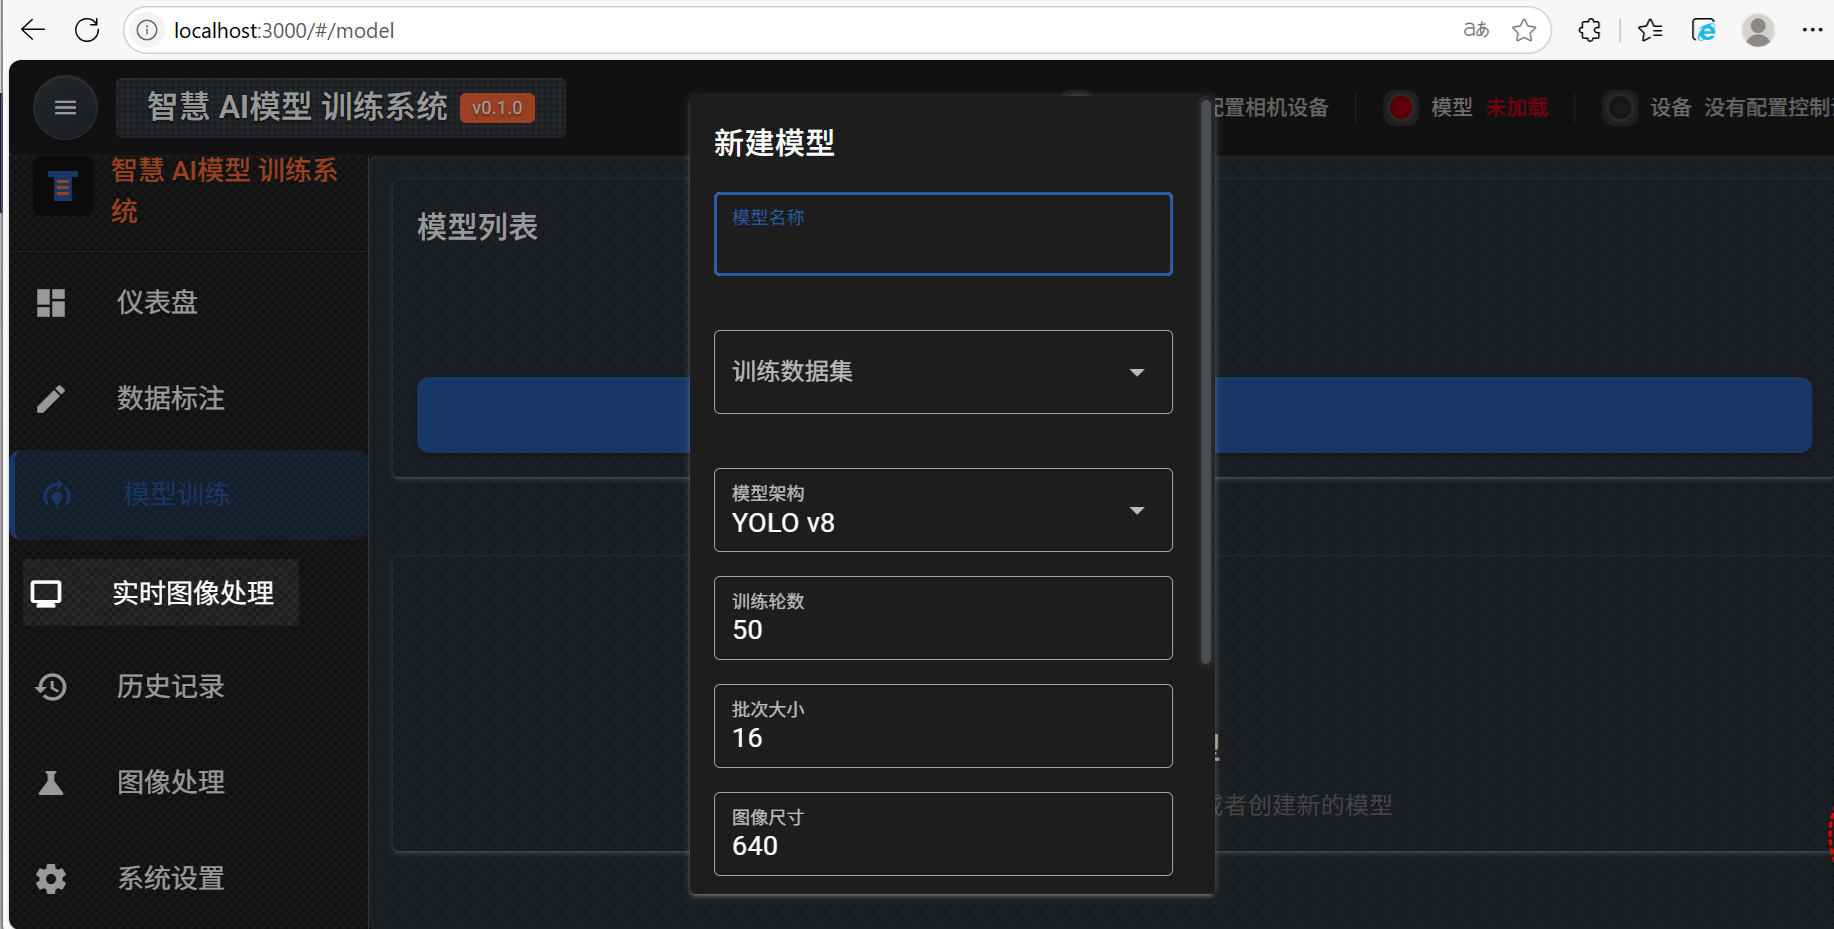 localhost:3000/#/model
aあ
智慧 AI模型 训练系统 v0.1.0
配置相机设备
模型 未加载
设备 没有配置控制
智慧 AI模型 训练系
统
仪表盘
数据标注
模型训练
实时图像处理
历史记录
图像处理
系统设置
模型列表
或者创建新的模型
新建模型
模型名称
训练数据集
模型架构
YOLO v8
训练轮数
50
批次大小
16
图像尺寸
640